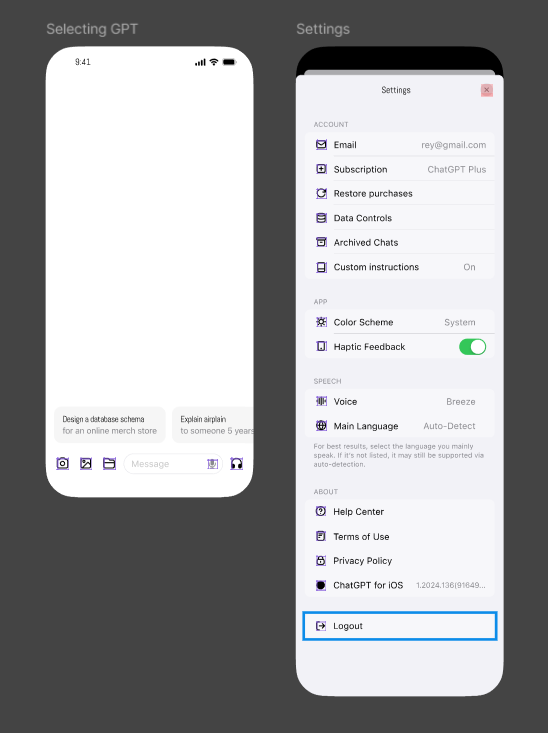 Selecting GPT
9:41
Design a database schema
for an online merch store
Explain airplain
to someone 5 years
Message
Settings
Settings
ACCOUNT
Email rey@gmail.com
Subscription ChatGPT Plus
Restore purchases
Data Controls
Archived Chats
Custom instructions On
APP
Color Scheme System
Haptic Feedback
SPEECH
Voice Breeze
Main Language Auto-Detect
For best results, select the language you mainly
speak. If it's not listed, it may still be supported via
auto-detection.
ABOUT
Help Center
Terms of Use
Privacy Policy
ChatGPT for iOS 1.2024.136(91649...
Logout